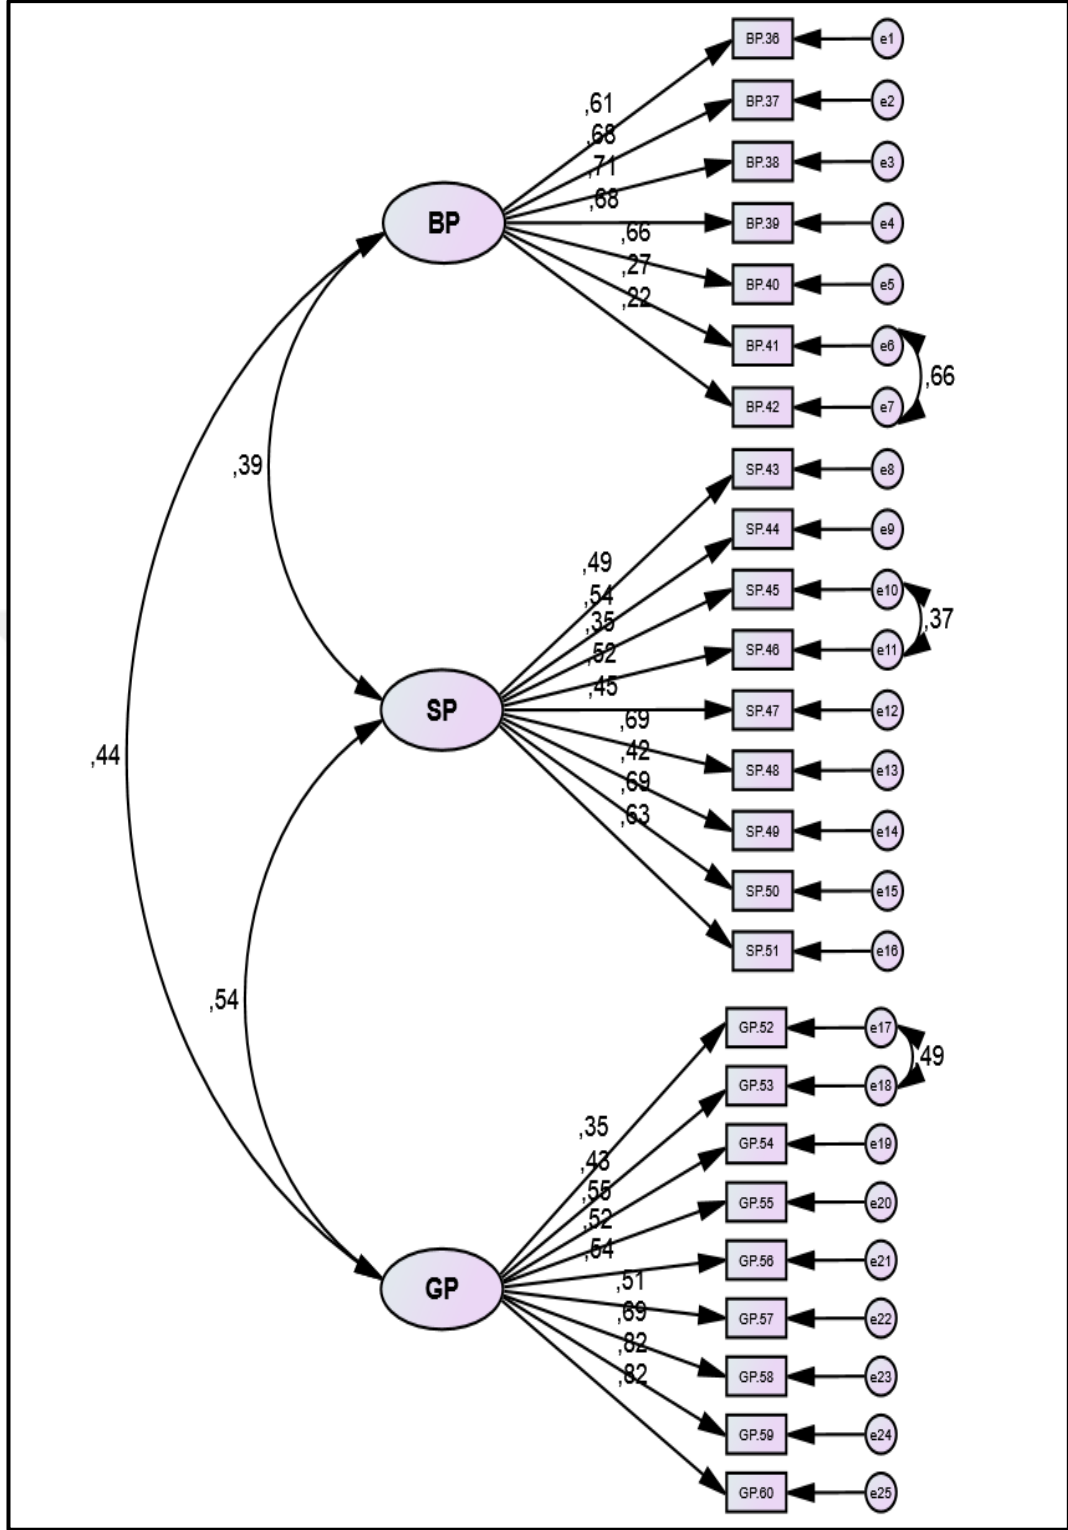 BP.36 e1
BP.37 e2
,61
,68
BP.38 e3
,71
,68
BP
BP.39 e4
,66
,27
BP.40 e5
,22
BP.41 e6
,66
BP.42 e7
,39
SP.43 e8
SP.44 e9
,49
,54
SP.45 e10
,35
,37
,52
SP.46 e11
,45
SP
SP.47 e12
,69
,44
,42
SP.48 e13
,69
,63
SP.49 e14
SP.50 e15
SP.51 e16
,54
GP.52 e17
,49
GP.53 e18
,35
,43
GP.54 e19
,55
GP.55 e20
,52
,54
GP.56 e21
,51
GP
,69
GP.57 e22
,82
,82
GP.58 e23
GP.59 e24
GP.60 e25